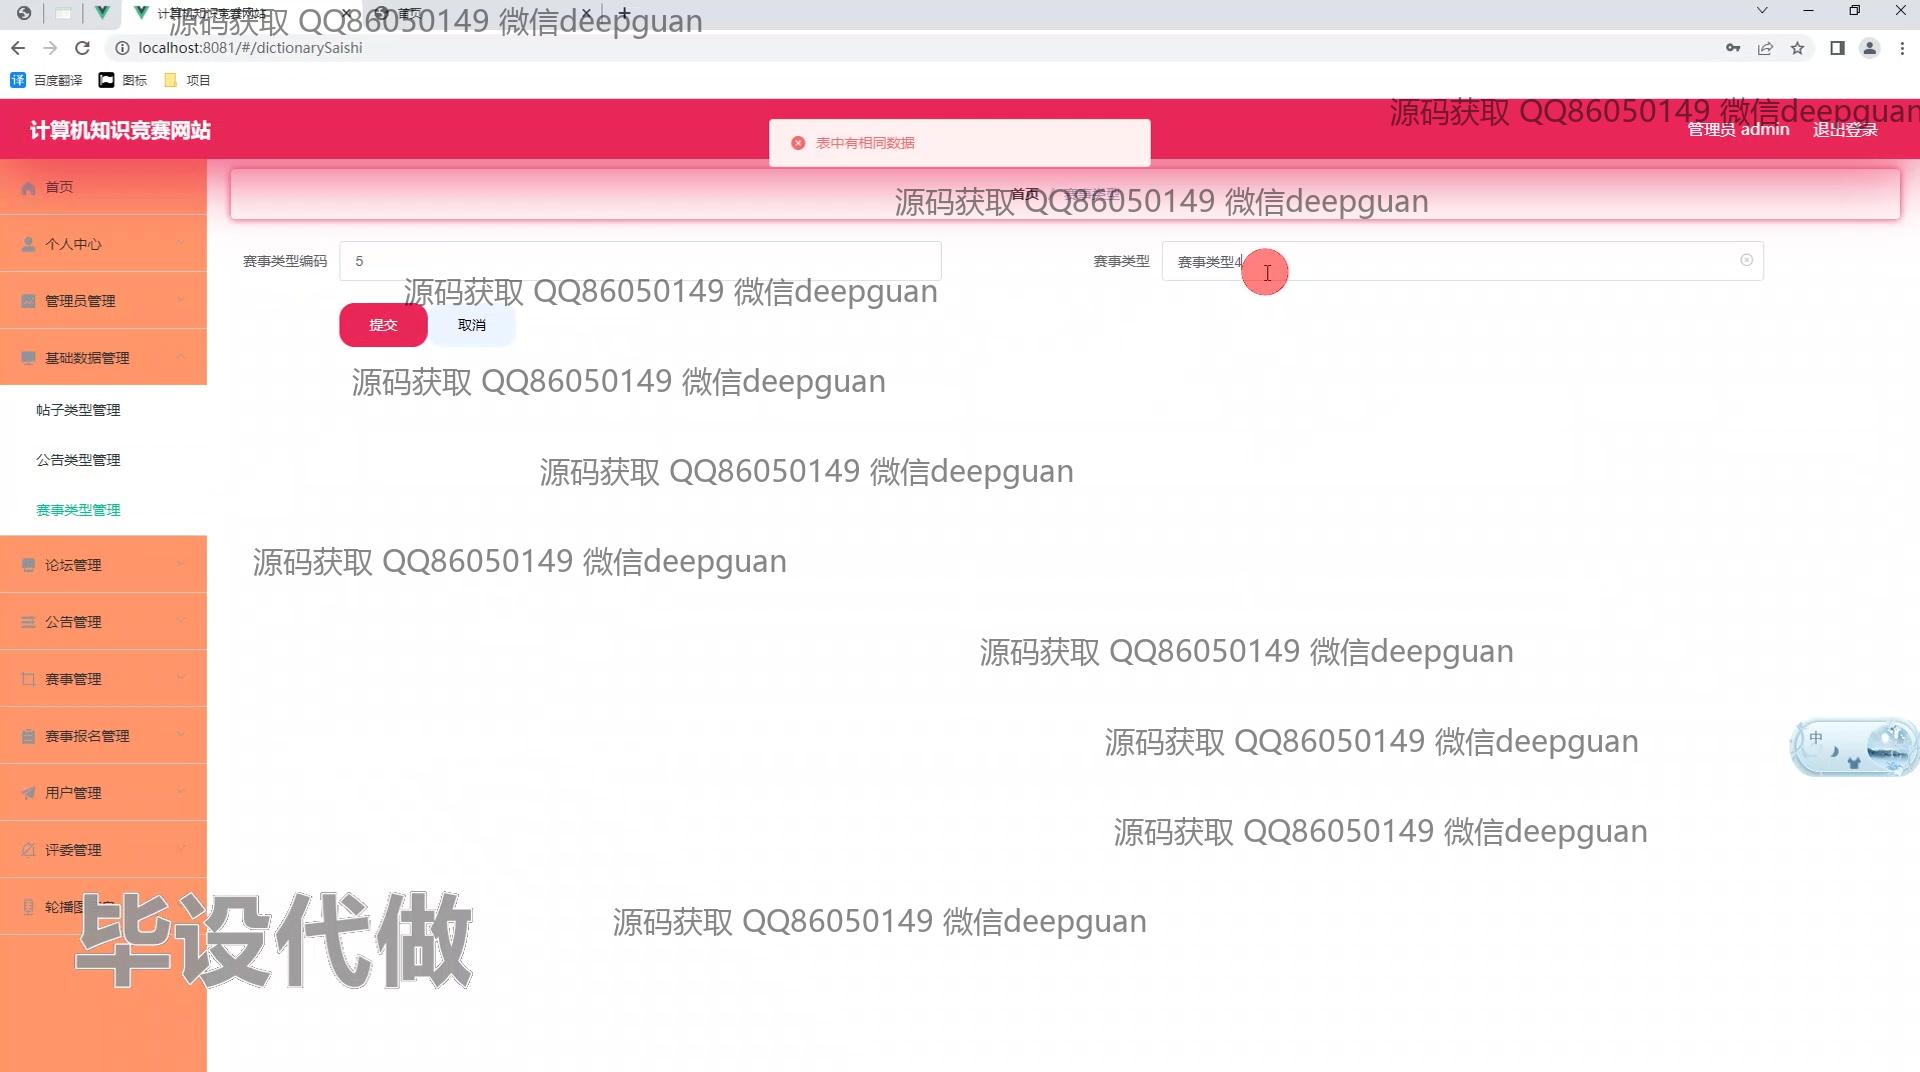 计算机知识竞赛网站
首页
源码获取 QQ86050149 微信deepguan
localhost:8081/#/dictionarySaishi
译 百度翻译 图标 项目
源码获取 QQ86050149 微信deepguan
计算机知识竞赛网站
表中有相同数据
管理员 admin 退出登录
首页
个人中心
管理员管理
基础数据管理
帖子类型管理
公告类型管理
赛事类型管理
论坛管理
公告管理
赛事管理
赛事报名管理
用户管理
评委管理
轮播图
首页 赛事类型
源码获取 QQ86050149 微信deepguan
赛事类型编码 5
赛事类型 赛事类型4
源码获取 QQ86050149 微信deepguan
提交 取消
源码获取 QQ86050149 微信deepguan
源码获取 QQ86050149 微信deepguan
源码获取 QQ86050149 微信deepguan
源码获取 QQ86050149 微信deepguan
源码获取 QQ86050149 微信deepguan
中
源码获取 QQ86050149 微信deepguan
源码获取 QQ86050149 微信deepguan
毕设代做